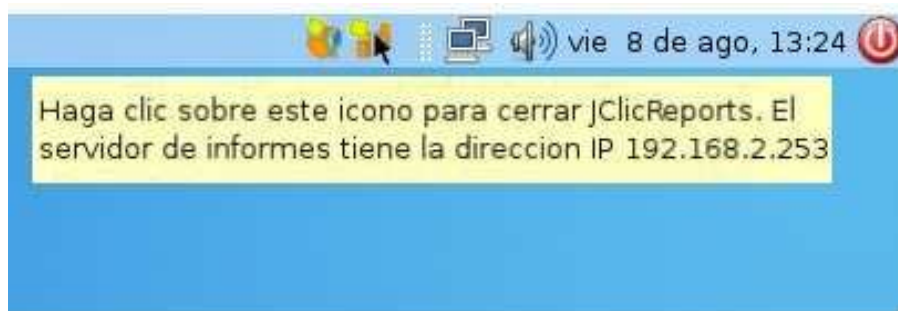 vie 8 de ago, 13:24
Haga clic sobre este icono para cerrar JClicReports. El
servidor de informes tiene la direccion IP 192.168.2.253